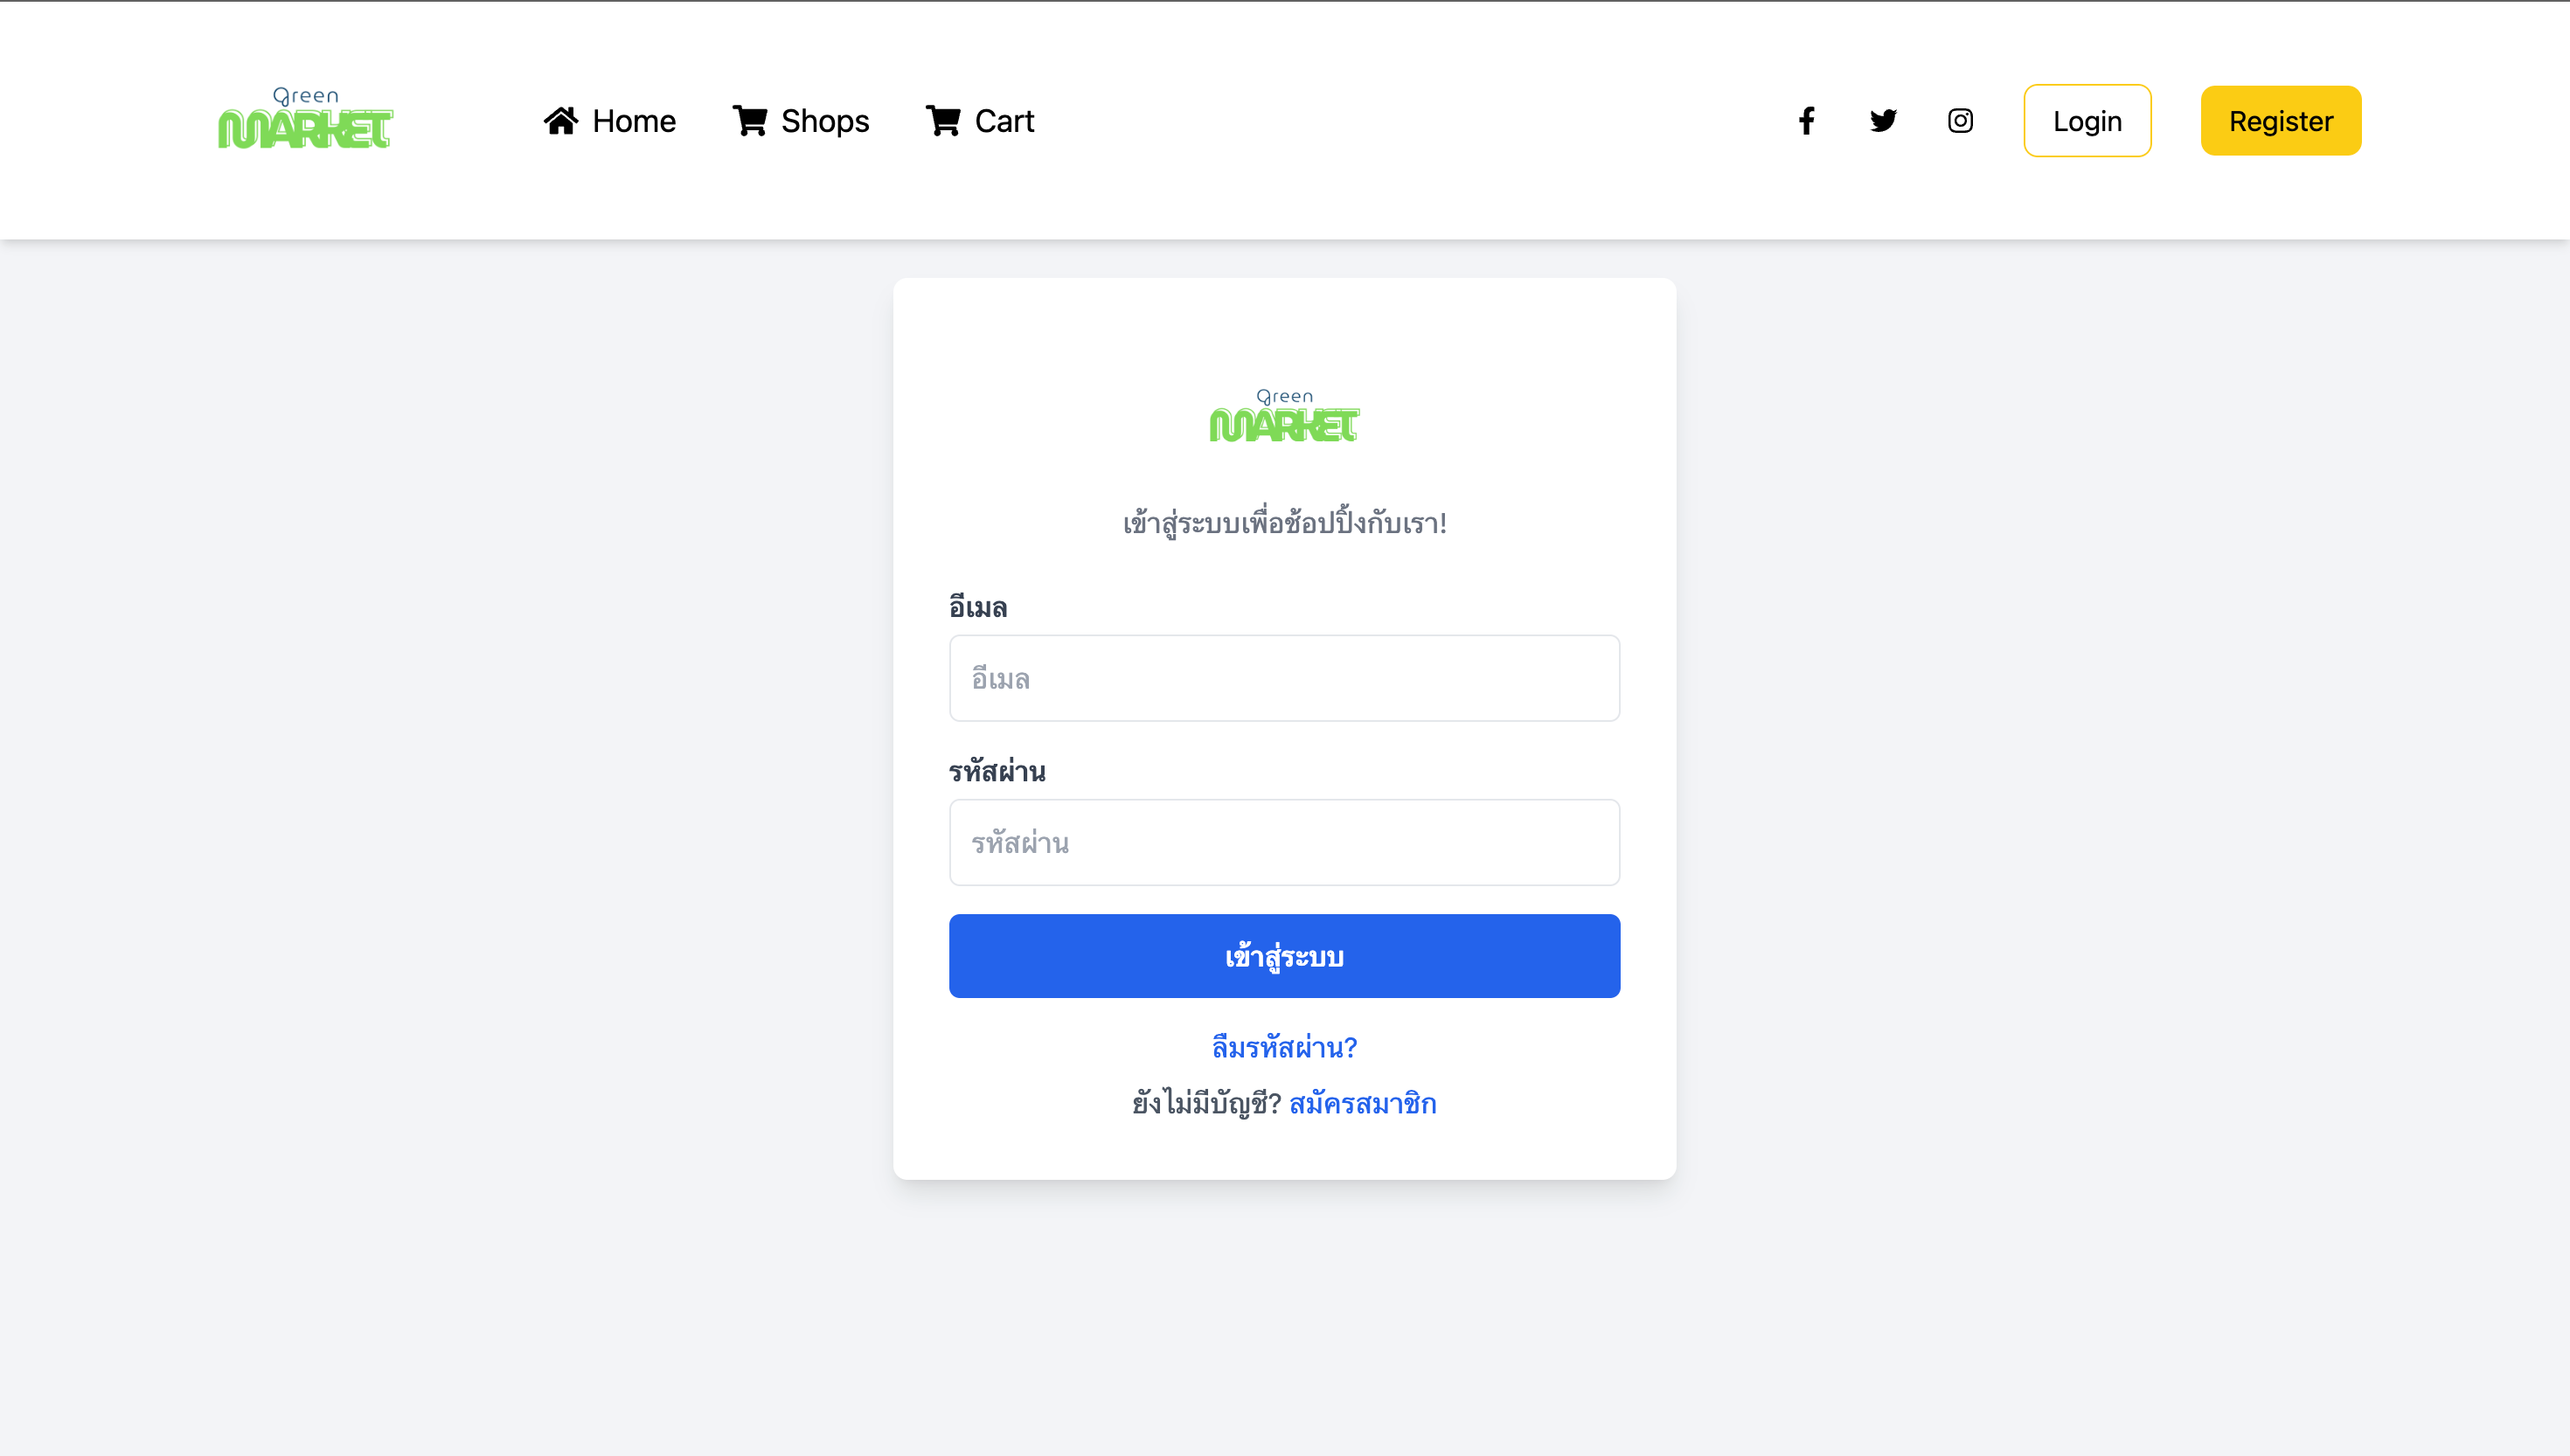 Green
MARKET
Home
Shops
Cart
Login
Register
Green
MARKET
เข้าสู่ระบบเพื่อช้อปปิ้งกับเรา!
อีเมล
อีเมล
รหัสผ่าน
รหัสผ่าน
เข้าสู่ระบบ
ลืมรหัสผ่าน?
ยังไม่มีบัญชี? สมัครสมาชิก